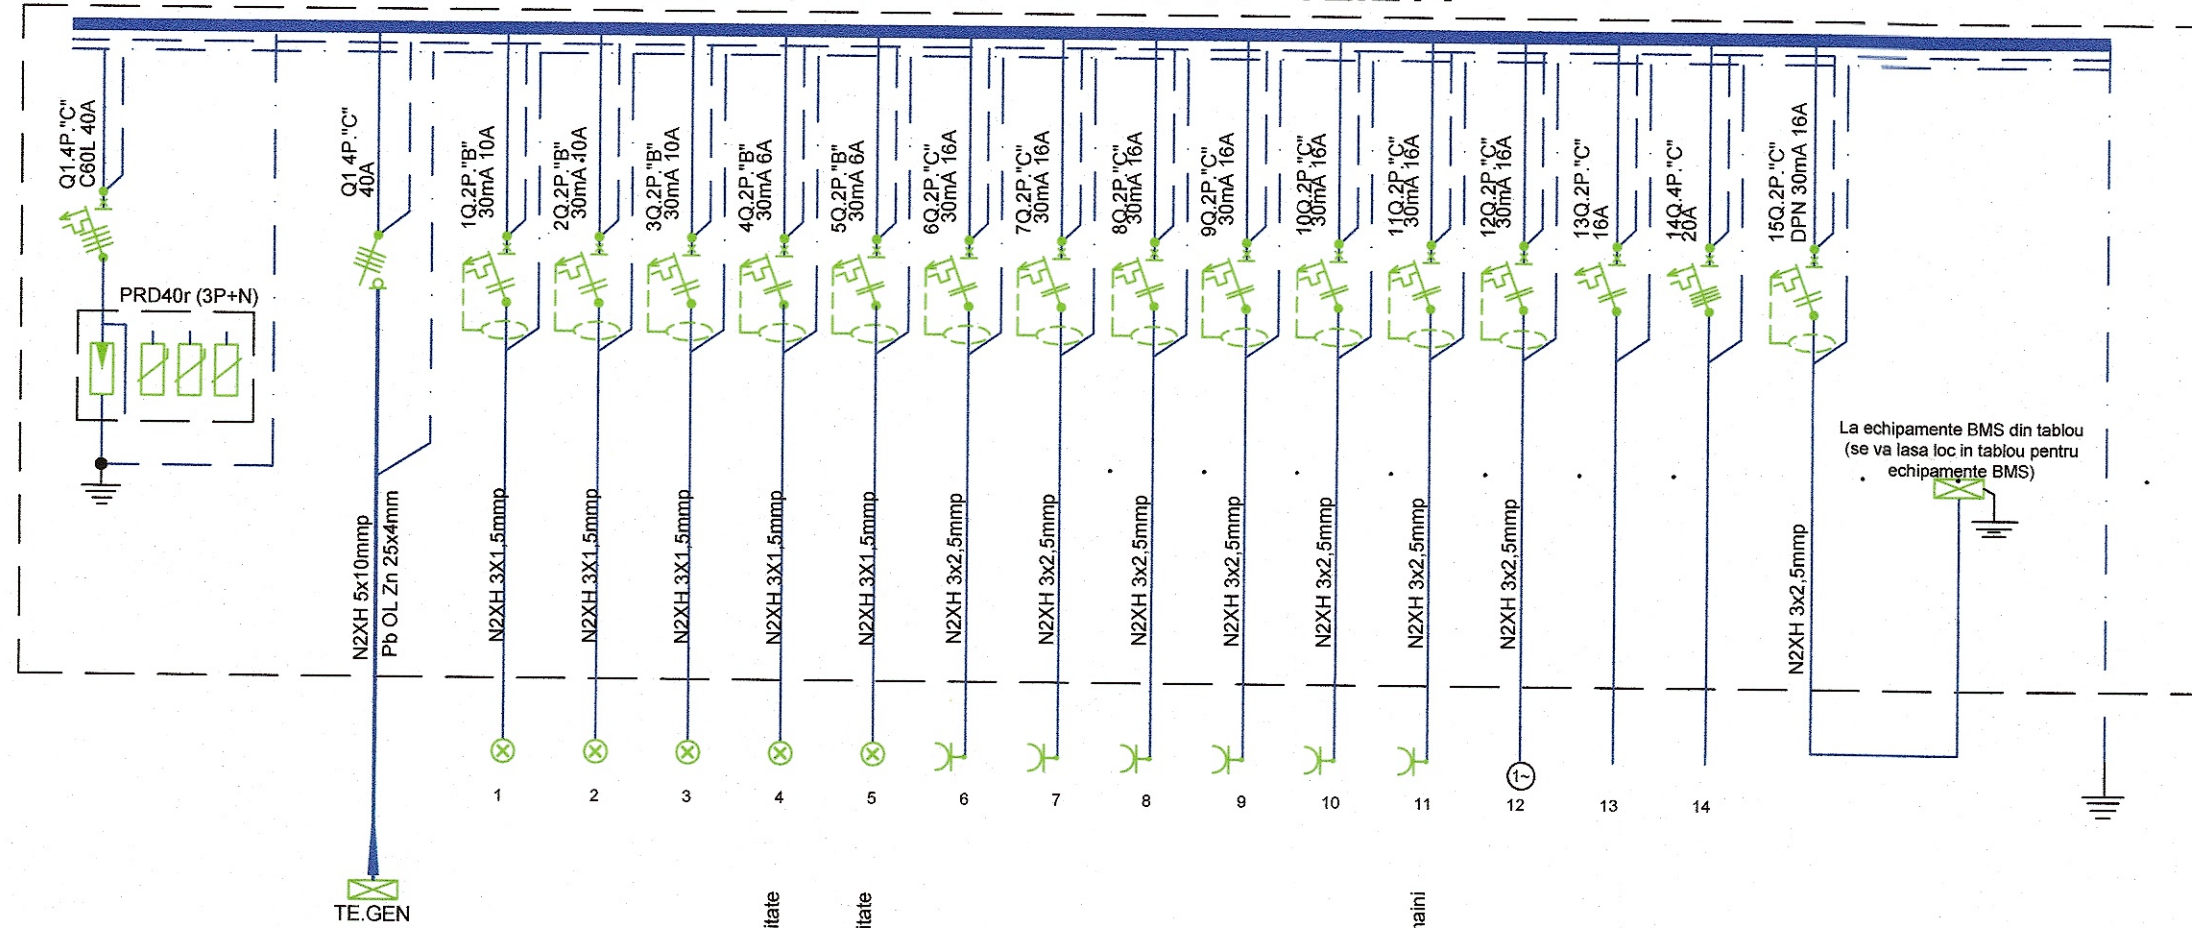 Q1.4P."C"
C60L 40A
PRD40r (3P+N)
Q1.4P."C"
40A
1Q.2P."B"
30mA 10A
2Q.2P."B"
30mA 10A
3Q.2P."B"
30mA 10A
4Q.2P."B"
30mA 6A
5Q.2P."B"
30mA 6A
6Q.2P."C"
30mA 16A
7Q.2P."C"
30mA 16A
8Q.2P."C"
30mA 16A
9Q.2P."C"
30mA 16A
10Q.2P."C"
30mA 16A
11Q.2P."C"
30mA 16A
12Q.2P."C"
30mA 16A
13Q.2P."C"
16A
14Q.4P."C"
20A
15Q.2P."C"
DPN 30mA 16A
La echipamente BMS din tablou
(se va lasa loc in tablou pentru
echipamente BMS)
N2XH 5x10mmp
Pb OL Zn 25x4mm
N2XH 3X1,5mmp
N2XH 3X1,5mmp
N2XH 3X1,5mmp
N2XH 3X1,5mmp
N2XH 3X1,5mmp
N2XH 3x2,5mmp
N2XH 3x2,5mmp
N2XH 3x2,5mmp
N2XH 3x2,5mmp
N2XH 3x2,5mmp
N2XH 3x2,5mmp
N2XH 3x2,5mmp
N2XH 3x2,5mmp
1~
1
2
3
4
5
6
7
8
9
10
11
12
13
14
TE.GEN
itate
itate